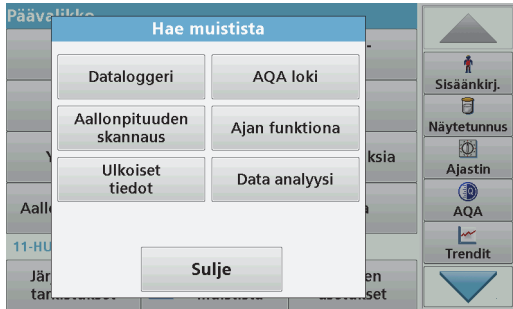 Päävalikko
Hae muistista
Dataloggeri
AQA loki
Aallonpituuden
skannaus
Ajan funktiona
Ulkoiset
tiedot
Data analyysi
Sulje
ksia
11-HU
muistista
Sisäänkirj.
Näytetunnus
Ajastin
AQA
Trendit